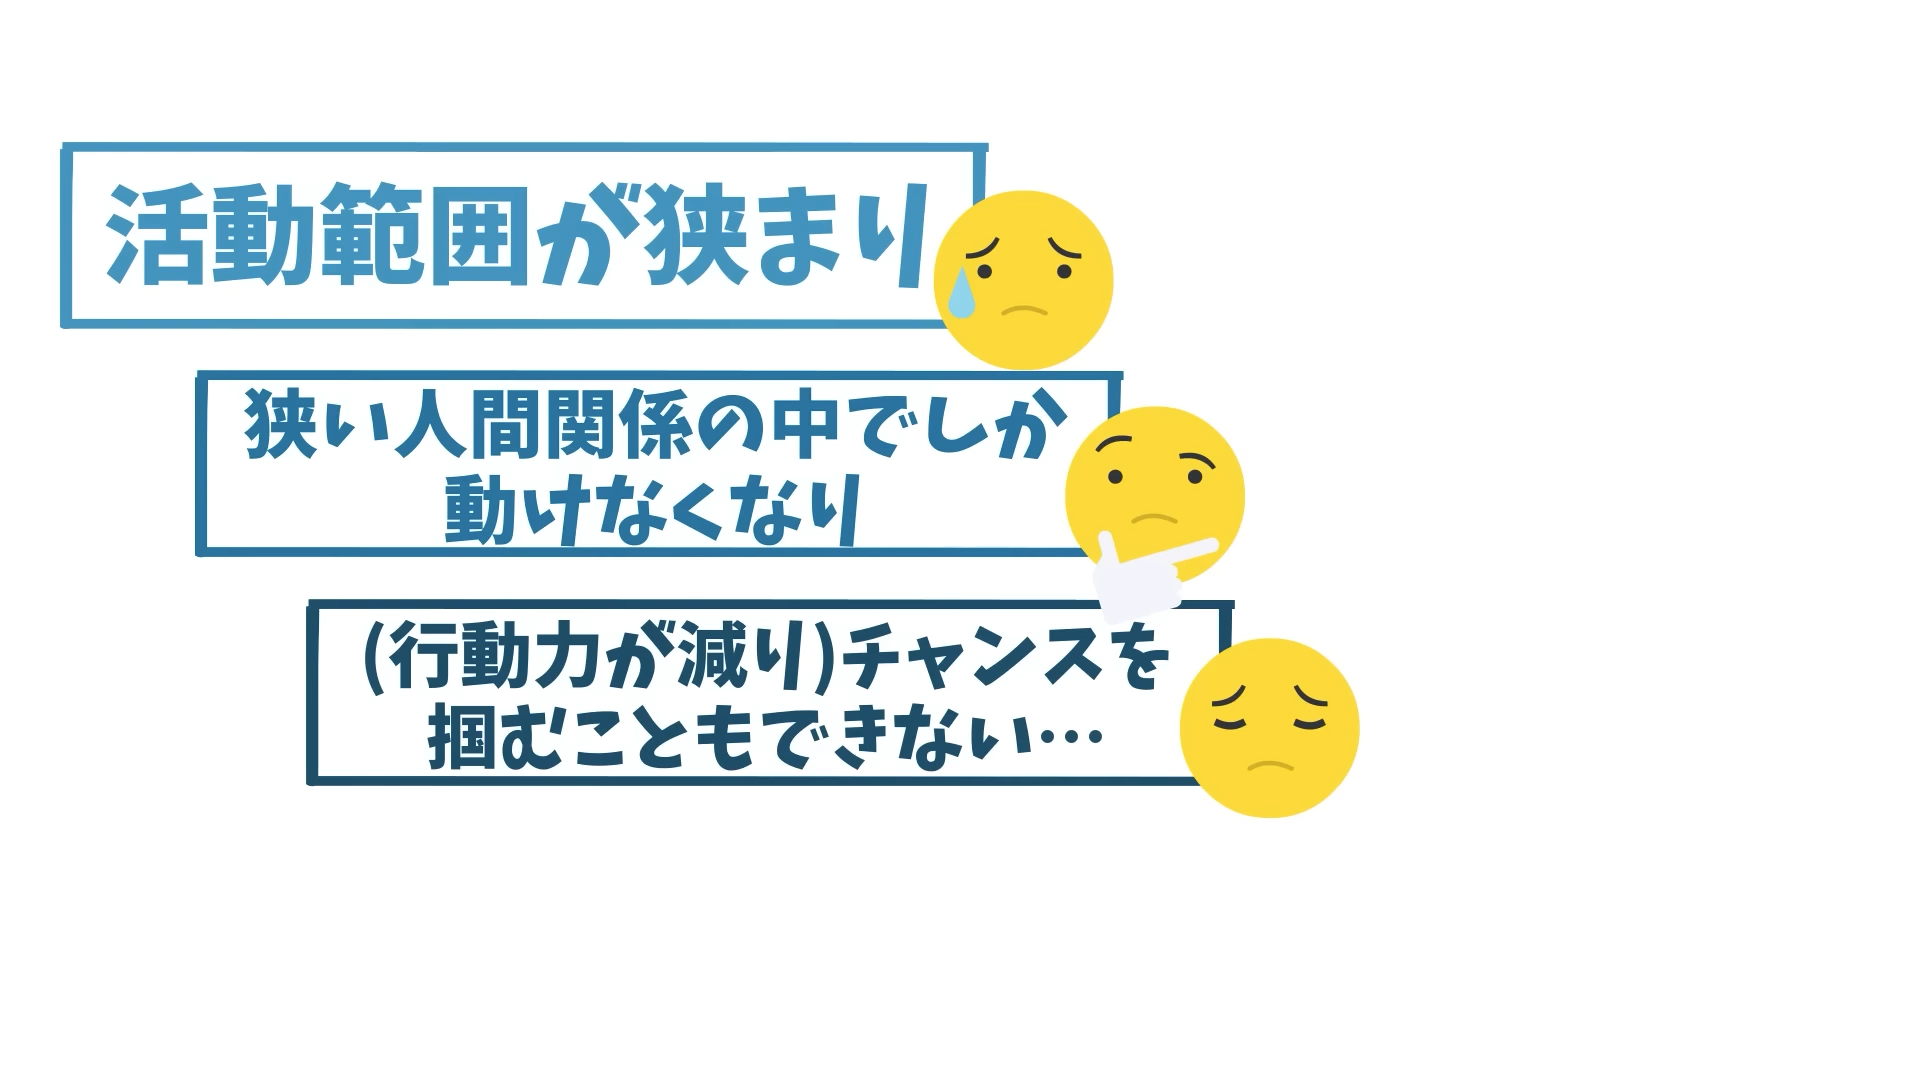 活動範囲が狭まり
狭い人間関係の中でしか
動けなくなり
(行動力が減り)チャンスを
掴むこともできない…